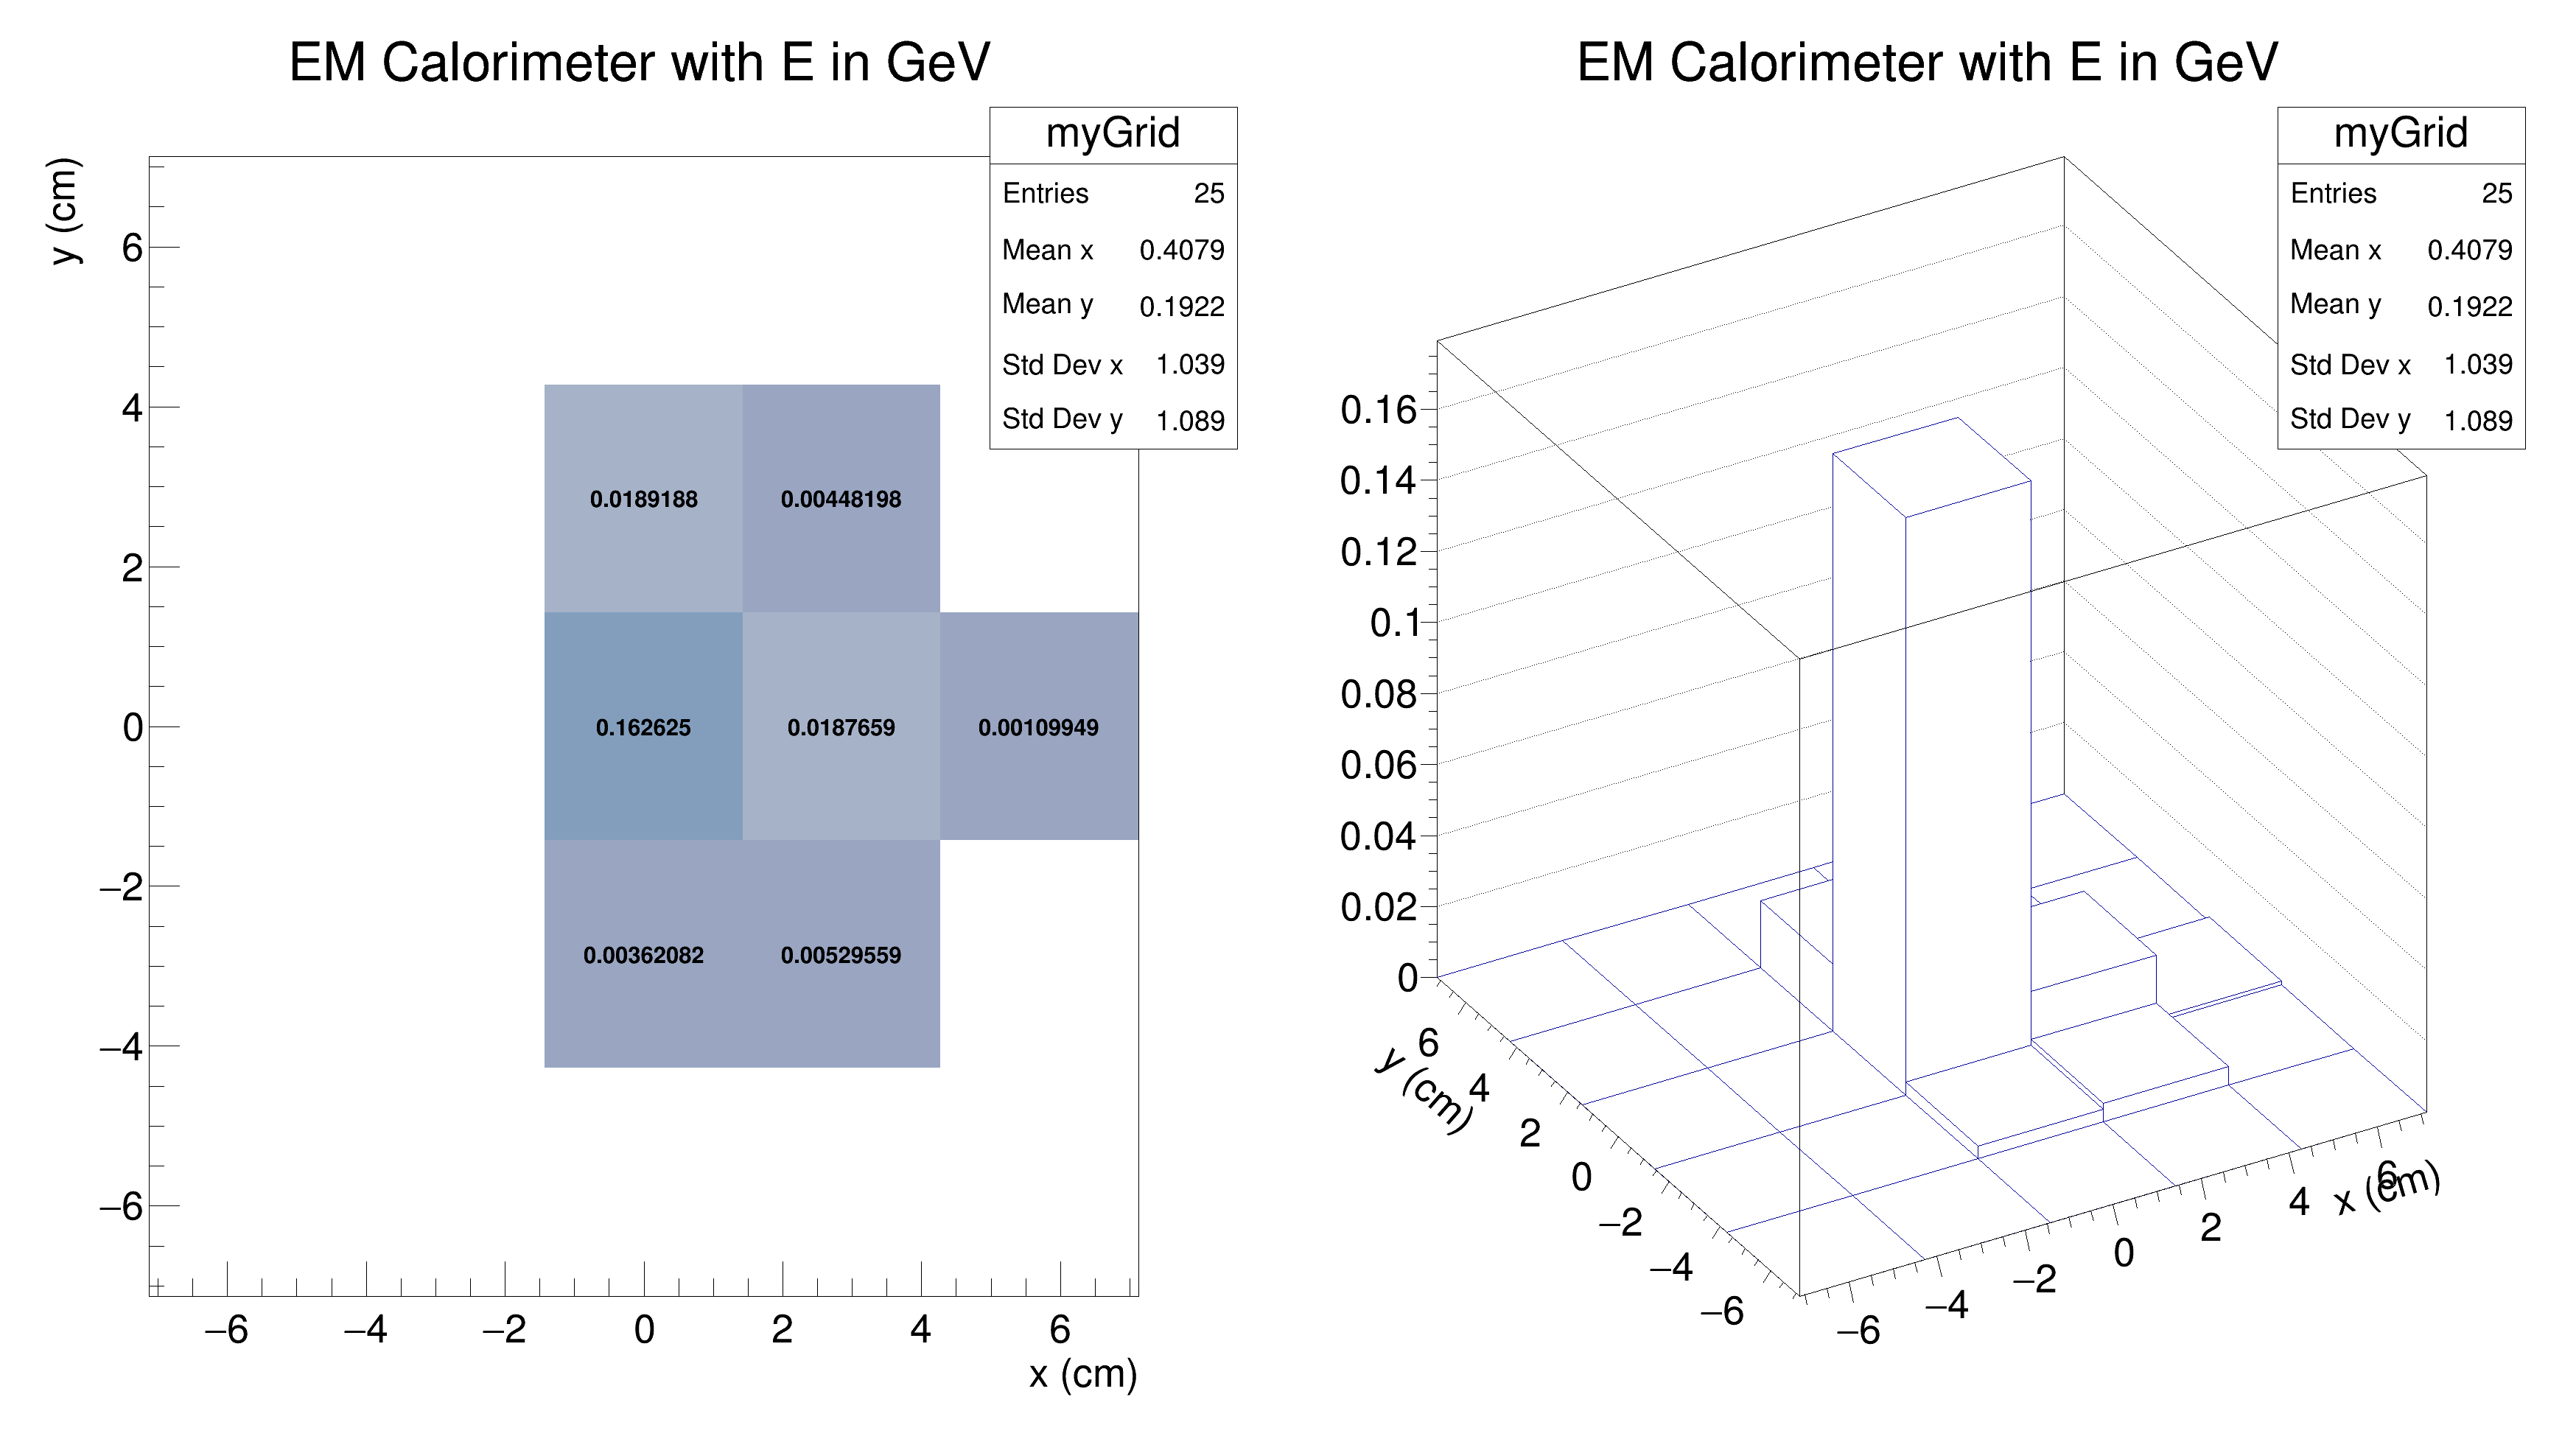 EM Calorimeter with E in GeV
myGrid
Entries 25
Mean x 0.4079
Mean y 0.1922
Std Dev x 1.039
Std Dev y 1.089
y (cm)
6
4
2
0
−2
−4
−6
0.0189188 0.00448198
0.162625 0.0187659 0.00109949
0.00362082 0.00529559
−6 −4 −2 0 2 4 6
x (cm)
EM Calorimeter with E in GeV
myGrid
Entries 25
Mean x 0.4079
Mean y 0.1922
Std Dev x 1.039
Std Dev y 1.089
0.16
0.14
0.12
0.1
0.08
0.06
0.04
0.02
0
y (cm)
6
4
2
0
−2
−4
−6
−6 −4 −2 0 2 4 6
x (cm)